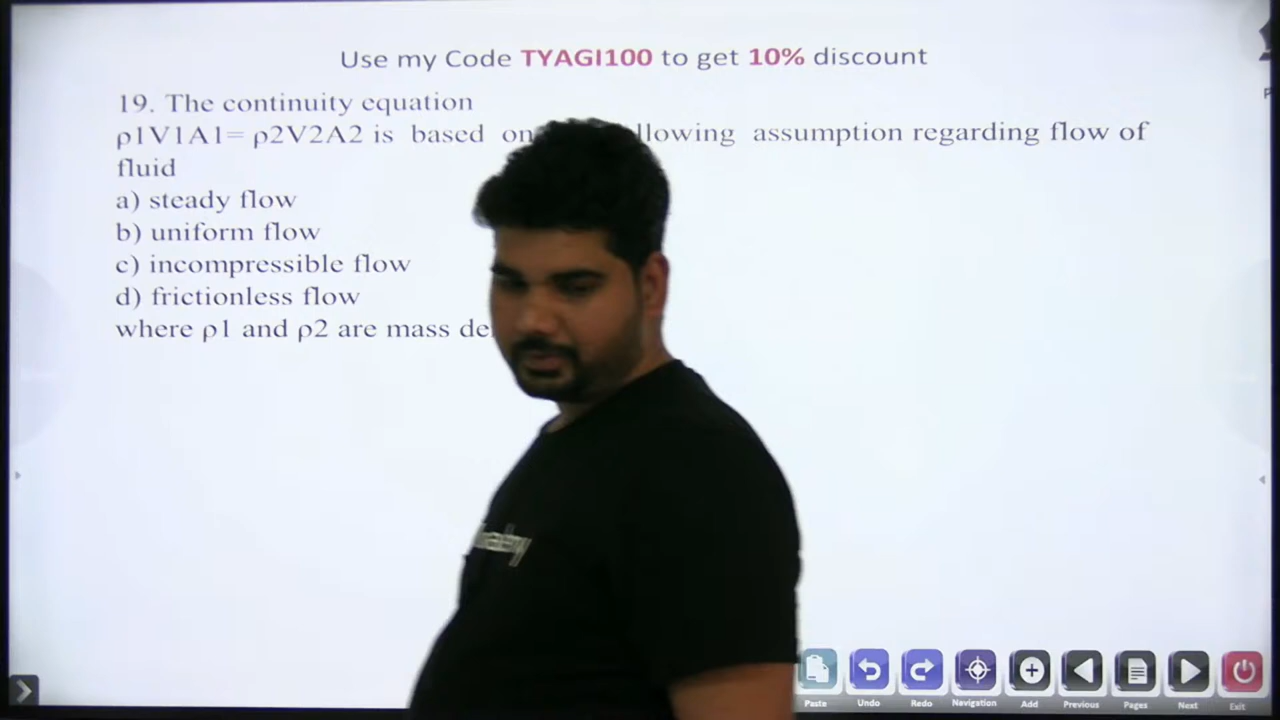 Use my Code TYAGI100 to get 10% discount
19. The continuity equation
ρ1V1A1= ρ2V2A2 is based on assumption regarding flow of
fluid
a) steady flow
b) uniform flow
c) incompressible flow
d) frictionless flow
where ρ1 and ρ2 are mass
Paste Undo Redo Navigation Add Previous Pages Next Exit